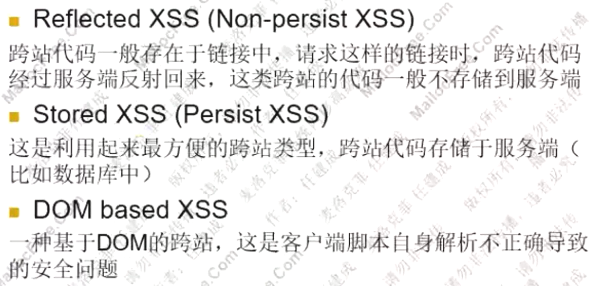 Reflected XSS (Non-persist XSS)
跨站代码一般存在于链接中，请求这样的链接时，跨站代码
经过服务端反射回来，这类跨站的代码一般不存储到服务端
Stored XSS (Persist XSS)
这是利用起来最方便的跨站类型，跨站代码存储于服务端（
比如数据库中）
DOM based XSS
一种基于DOM的跨站，这是客户端脚本自身解析不正确导致
的安全问题